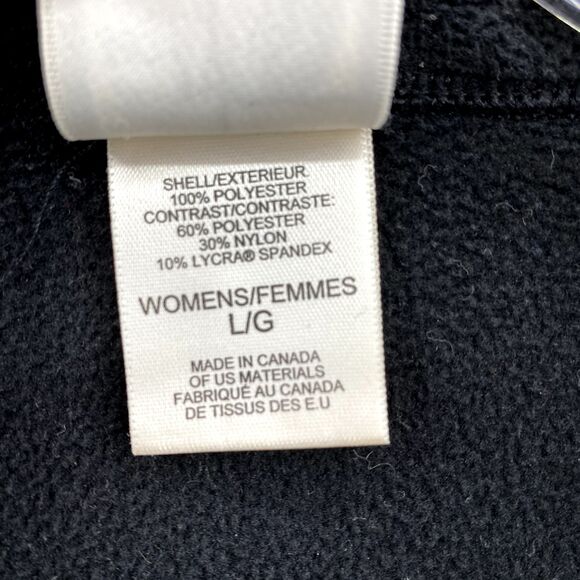 SHELL/EXTERIEUR.
100% POLYESTER
CONTRAST/CONTRASTE:
60% POLYESTER
30% NYLON
10% LYCRA® SPANDEX
WOMENS/FEMMES
L/G
MADE IN CANADA
OF US MATERIALS
FABRIQUÉ AU CANADA
DE TISSUS DES E.U